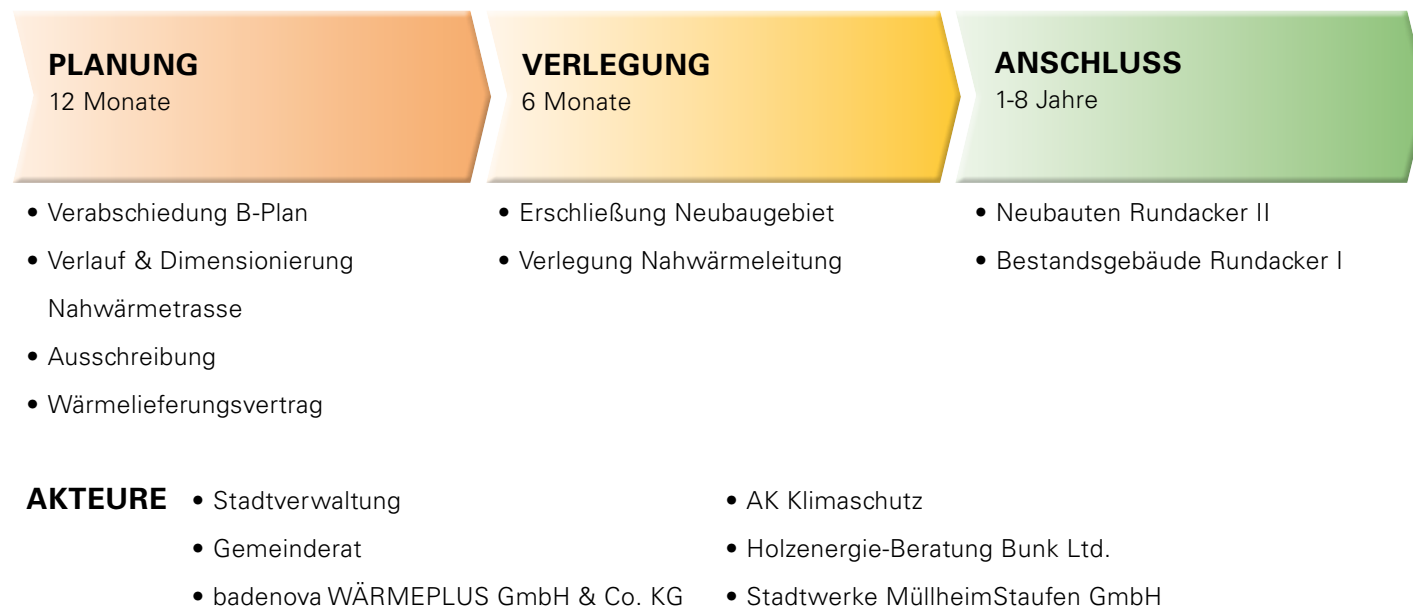 PLANUNG
12 Monate
• Verabschiedung B-Plan
• Verlauf & Dimensionierung
Nahwärmetrasse
• Ausschreibung
• Wärmelieferungsvertrag
VERLEGUNG
6 Monate
• Erschließung Neubaugebiet
• Verlegung Nahwärmeleitung
ANSCHLUSS
1-8 Jahre
• Neubauten Rundacker II
• Bestandsgebäude Rundacker I
AKTEURE
• Stadtverwaltung
• Gemeinderat
• badenova WÄRMEPLUS GmbH & Co. KG
• AK Klimaschutz
• Holzenergie-Beratung Bunk Ltd.
• Stadtwerke MüllheimStaufen GmbH